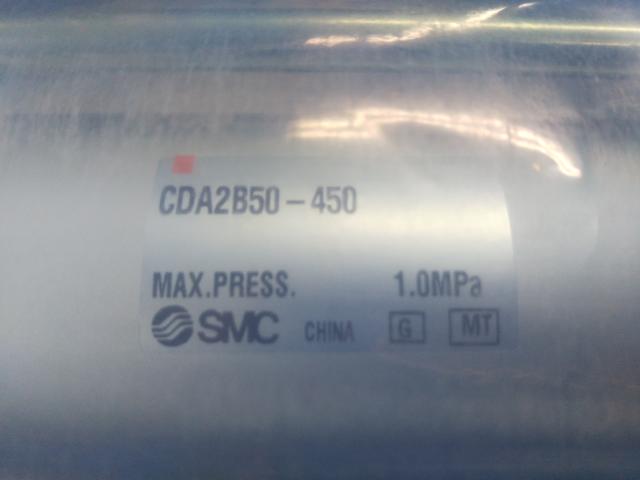 CDA2B50-450
MAX.PRESS. 1.0MPa
SMC CHINA G MT